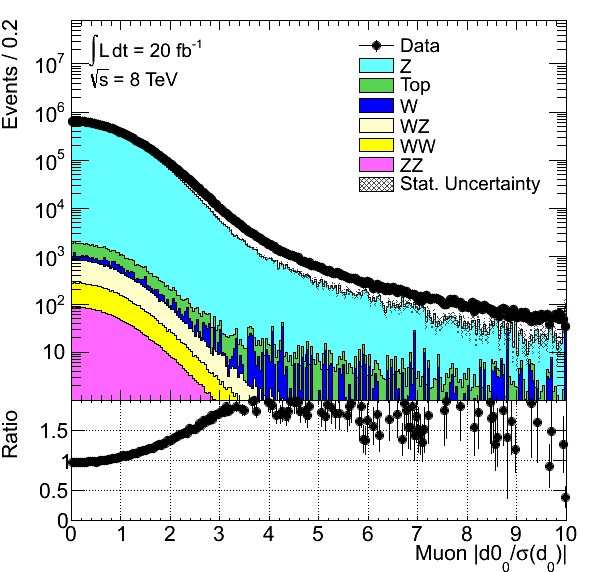 Events / 0.2
∫L dt = 20 fb⁻¹
√s = 8 TeV
Data
Z
Top
W
WZ
WW
ZZ
Stat. Uncertainty
10⁷
10⁶
10⁵
10⁴
10³
10²
10
Ratio
1.5
1
0.5
0
0 1 2 3 4 5 6 7 8 9 10
Muon |d0₀/σ(d₀)|